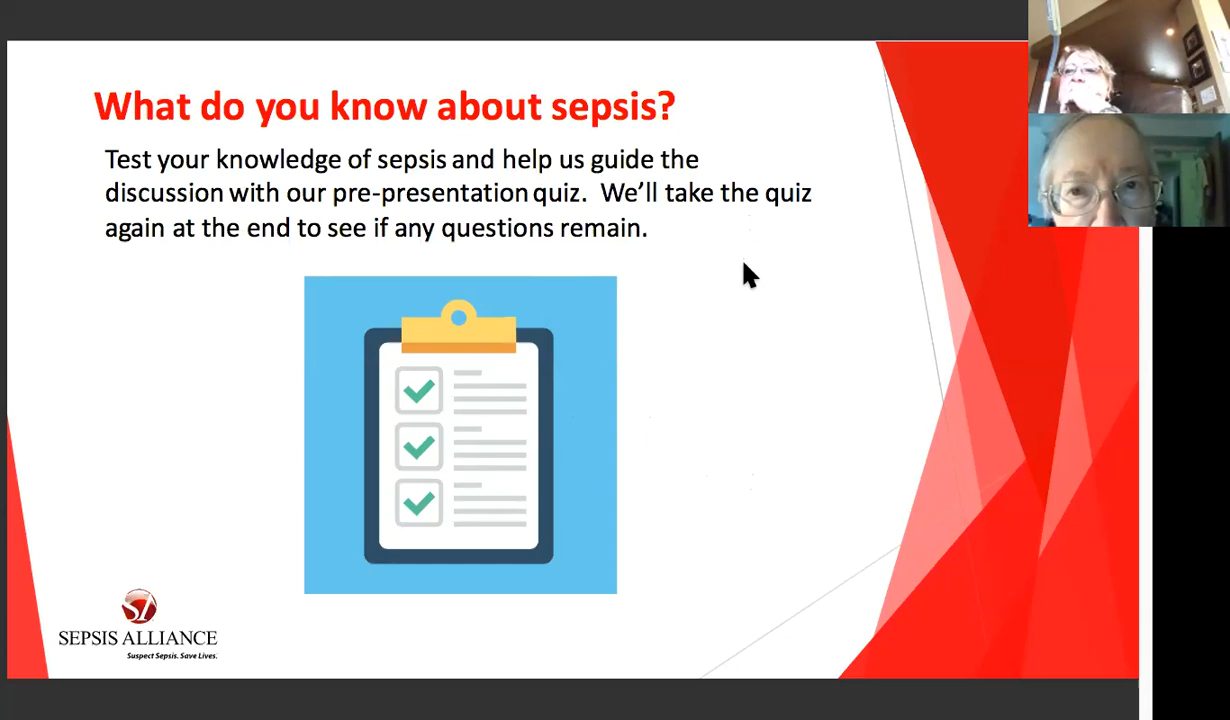 What do you know about sepsis?
Test your knowledge of sepsis and help us guide the
discussion with our pre-presentation quiz.  We'll take the quiz
again at the end to see if any questions remain.
SEPSIS ALLIANCE
Suspect Sepsis. Save Lives.